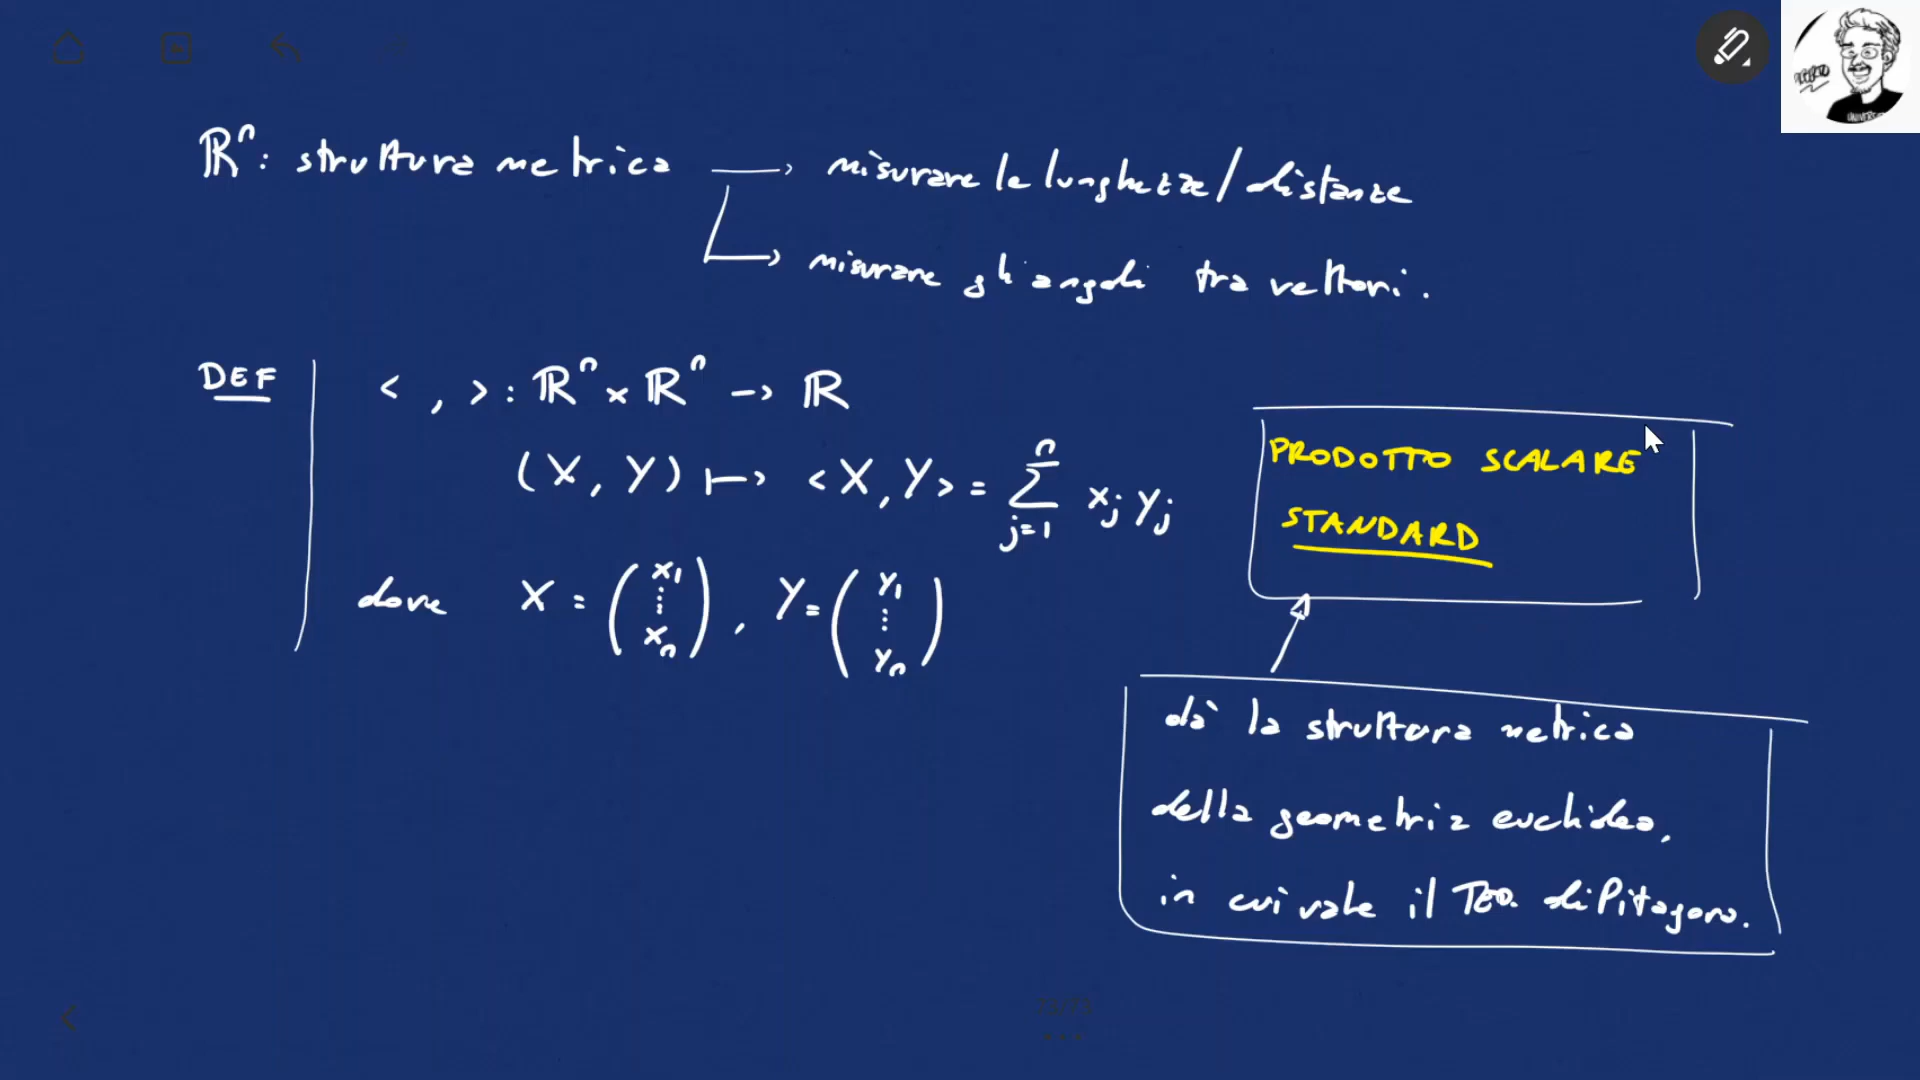 ℝⁿ: struttura metrica → misurare le lunghezze/distanze
→ misurare gli angoli tra vettori.
DEF < , >: ℝⁿ × ℝⁿ → ℝ
(X, Y) ↦ <X, Y> = ∑_{j=1}^{n} x_j y_j
PRODOTTO SCALARE
STANDARD
dove X = (x₁ ⋮ xₙ), Y = (y₁ ⋮ yₙ)
dà la struttura metrica
della geometria euclidea,
in cui vale il TEO. di Pitagora.